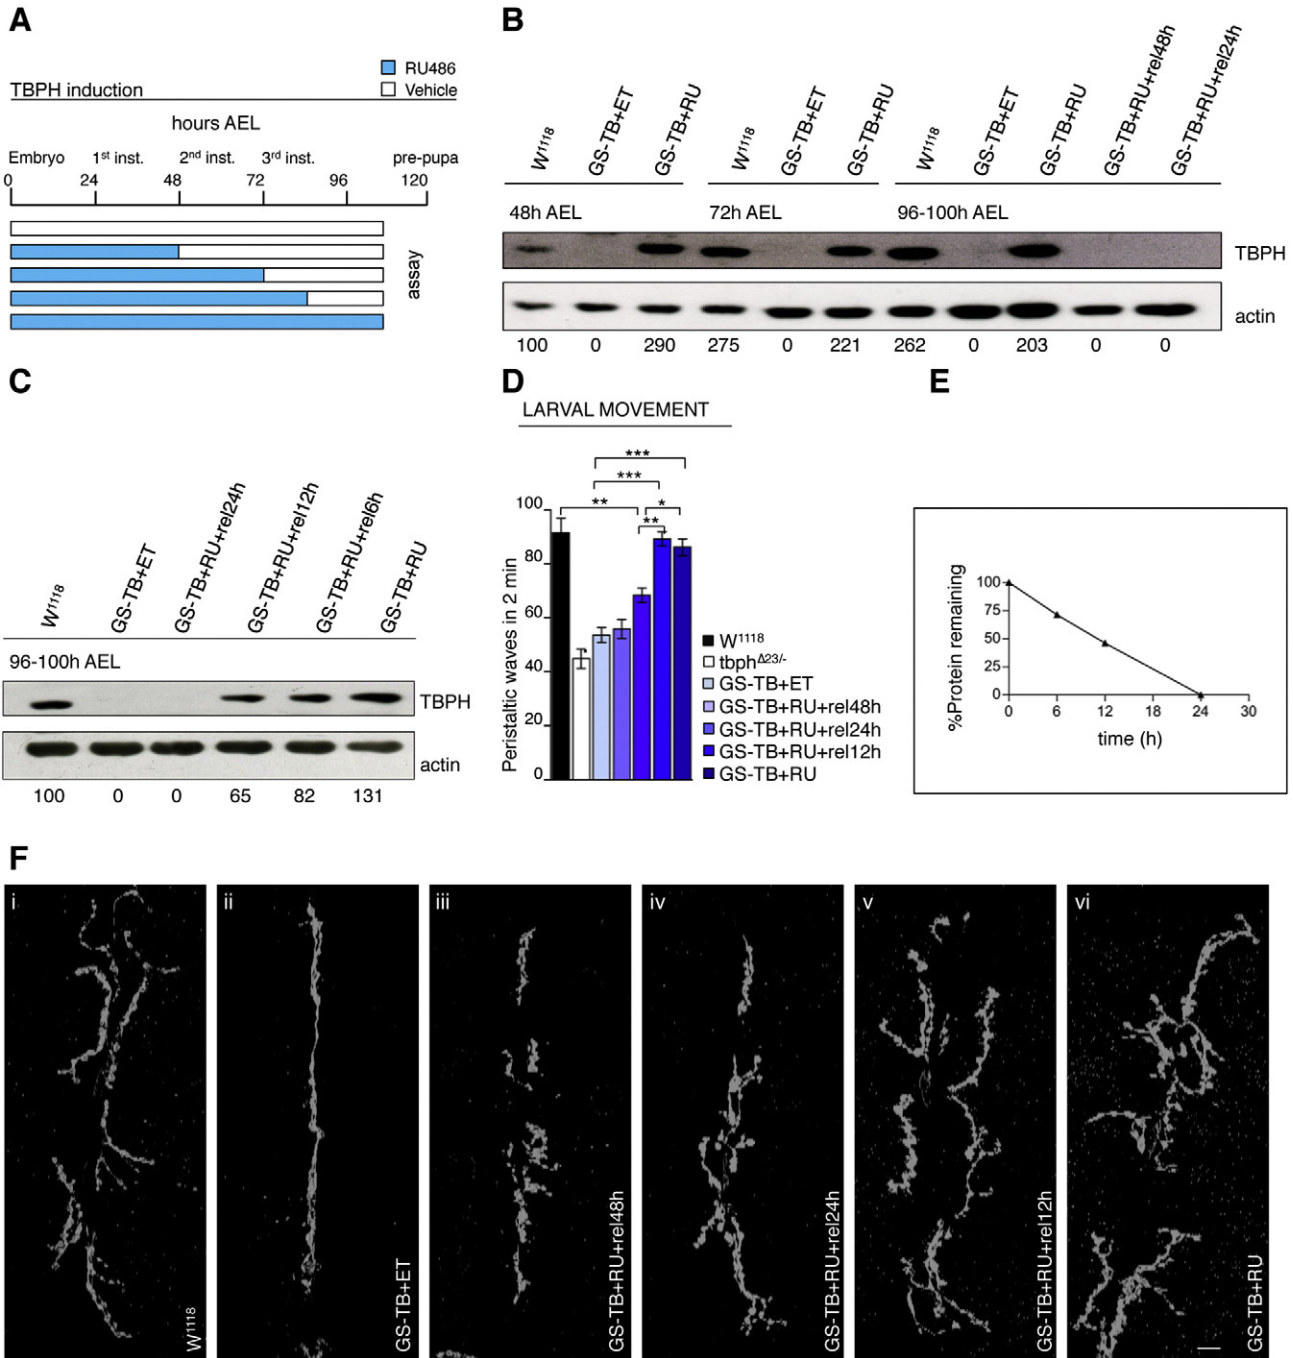 A
RU486
TBPH induction
Vehicle
hours AEL
Embryo 1st inst. 2nd inst. 3rd inst. pre-pupa
0 24 48 72 96 120
assay
B
W1118 GS-TB+ET GS-TB+RU W1118 GS-TB+ET GS-TB+RU W1118 GS-TB+ET GS-TB+RU GS-TB+RU+rel48h GS-TB+RU+rel24h
48h AEL 72h AEL 96-100h AEL
TBPH
actin
100 0 290 275 0 221 262 0 203 0 0
C
W1118 GS-TB+ET GS-TB+RU+rel24h GS-TB+RU+rel12h GS-TB+RU+rel6h GS-TB+RU
96-100h AEL
TBPH
actin
100 0 0 65 82 131
D
LARVAL MOVEMENT
***
***
** *
**
Peristaltic waves in 2 min
100
80
60
40
20
0
W1118
tbphΔ23/-
GS-TB+ET
GS-TB+RU+rel48h
GS-TB+RU+rel24h
GS-TB+RU+rel12h
GS-TB+RU
E
%Protein remaining
100
75
50
25
0
0 6 12 18 24 30
time (h)
F
i ii iii iv v vi
W1118 GS-TB+ET GS-TB+RU+rel48h GS-TB+RU+rel24h GS-TB+RU+rel12h GS-TB+RU